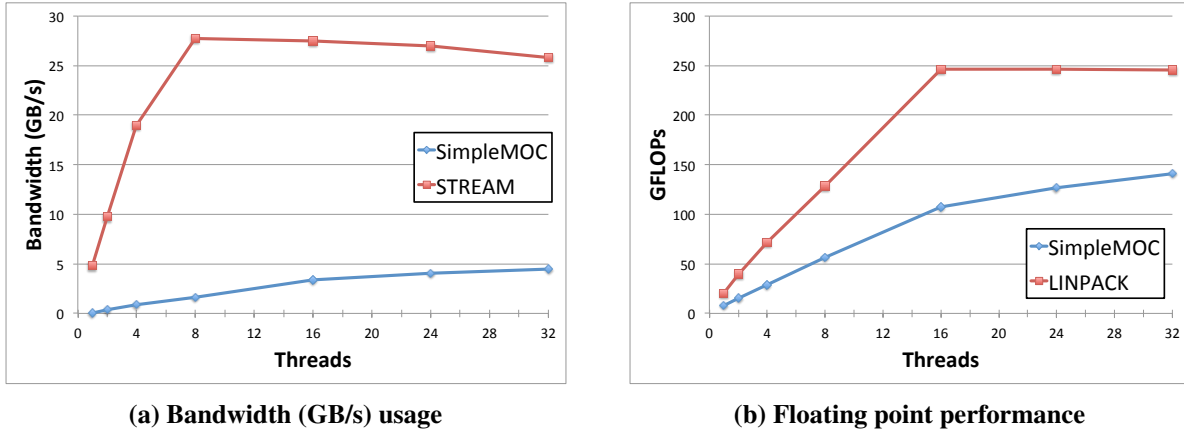 30
25
20
15
10
5
0
Bandwidth (GB/s)
SimpleMOC
STREAM
0 4 8 12 16 20 24 28 32
Threads
(a) Bandwidth (GB/s) usage
300
250
200
150
100
50
0
GFLOPs
SimpleMOC
LINPACK
0 4 8 12 16 20 24 28 32
Threads
(b) Floating point performance